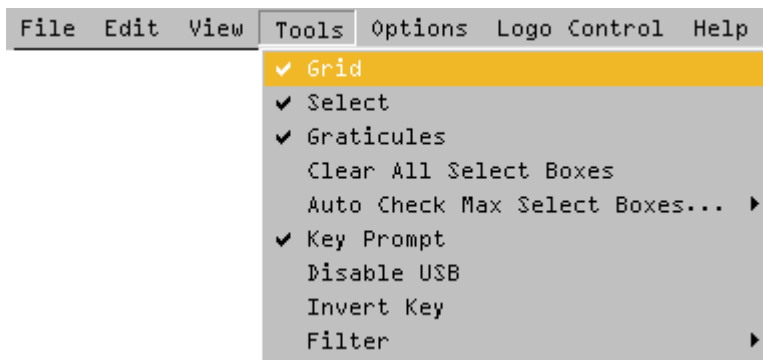 File Edit View Tools Options Logo Control Help
Grid
Select
Graticules
Clear All Select Boxes
Auto Check Max Select Boxes...
Key Prompt
Disable USB
Invert Key
Filter